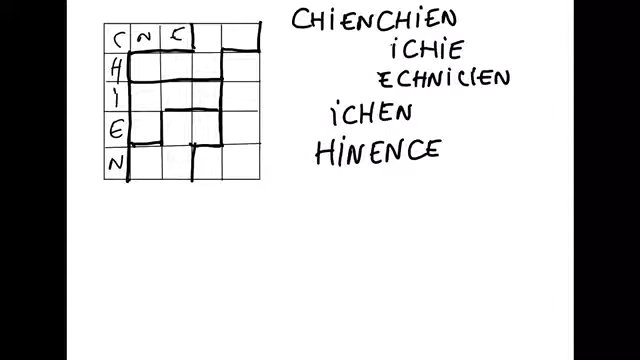 CHIENCHIEN
iCHIE
ECHNICIEN
iCHEN
HINENCE
C N
H
I
E
N